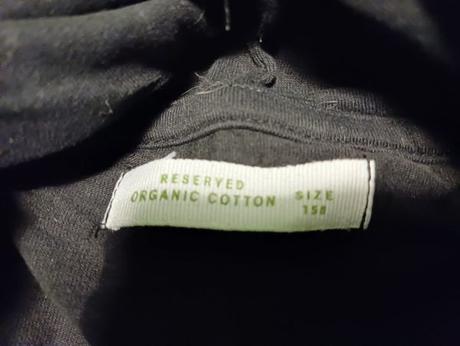 RESERVED
ORGANIC COTTON
SIZE
158